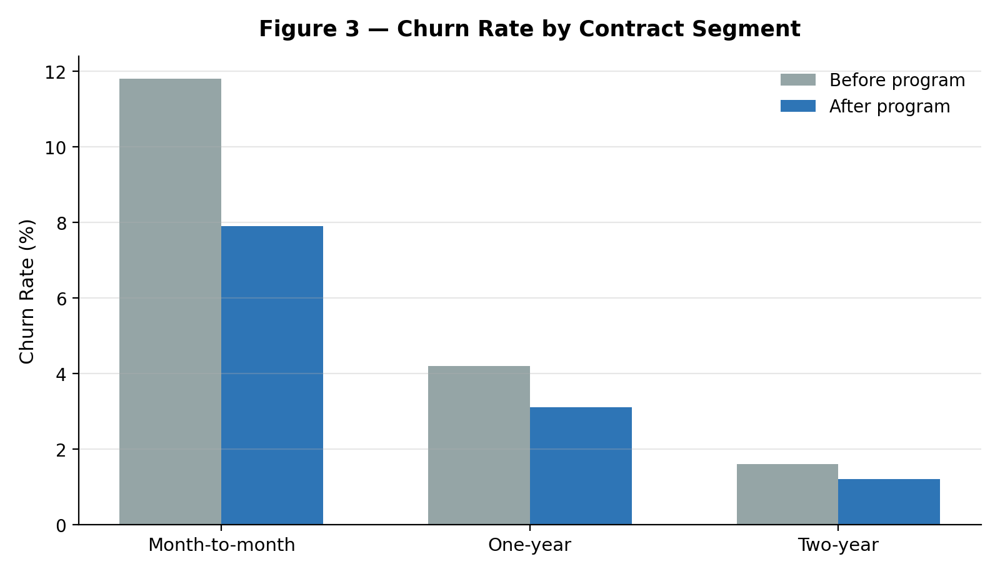 Figure 3 — Churn Rate by Contract Segment
Before program
After program
Churn Rate (%)
12
10
8
6
4
2
0
Month-to-month
One-year
Two-year